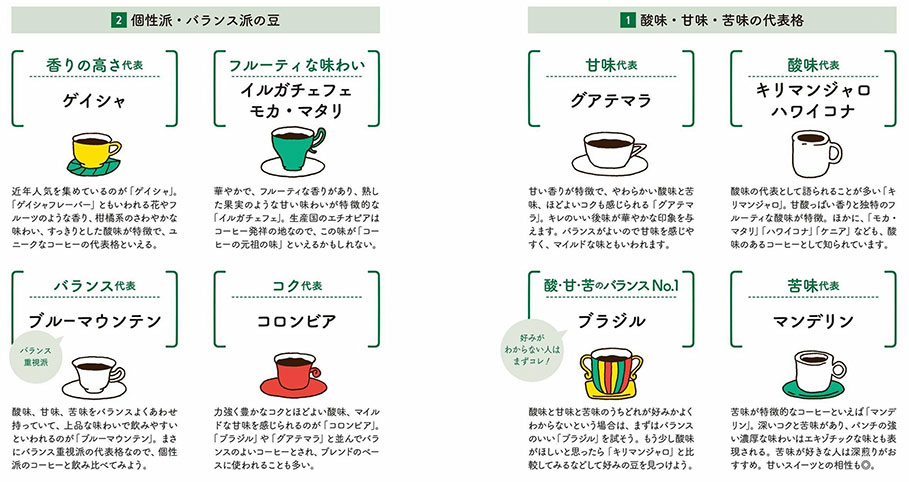 2 個性派・バランス派の豆
香りの高さ代表
ゲイシャ
近年人気を集めているのが「ゲイシャ」。
「ゲイシャフレーバー」ともいわれる花やフ
ルーツのような香り、柑橘系のさわやかな
味わい、すっきりとした酸味が特徴で、ユ
ニークなコーヒーの代表格といえる。
フルーティな味わい
イルガチェフェ
モカ・マタリ
華やかで、フルーティな香りがあり、熟し
た果実のような甘い味わいが特徴的な
「イルガチェフェ」。生産国のエチオピアは
コーヒー発祥の地なので、この味が「コー
ヒーの元祖の味」といえるかもしれない。
バランス代表
ブルーマウンテン
バランス
重視派
酸味、甘味、苦味をバランスよくあわせ
持っていて、上品な味わいで飲みやすい
といわれるのが「ブルーマウンテン」。まさ
にバランス重視派の代表格なので、個性
派のコーヒーと飲み比べてみよう。
コク代表
コロンビア
力強く豊かなコクとほどよい酸味、マイル
ドな甘味を感じられるのが「コロンビア」。
「ブラジル」や「グアテマラ」と並んでバラ
ンスのよいコーヒーとされ、ブレンドのベー
スに使われることも多い。
1 酸味・甘味・苦味の代表格
甘味代表
グアテマラ
甘い香りが特徴で、やわらかい酸味と苦
味、ほどよいコクも感じられる「グアテマ
ラ」。キレのいい後味が華やかな印象を与
えます。バランスがよいので甘味を感じや
すく、マイルドな味ともいわれます。
酸味代表
キリマンジャロ
ハワイコナ
酸味の代表として語られることが多い「キ
リマンジャロ」。甘酸っぱい香りと独特のフ
ルーティな酸味が特徴。ほかに、「モカ・
マタリ」「ハワイコナ」「ケニア」なども、酸
味のあるコーヒーとして知られています。
酸・甘・苦のバランスNo.1
ブラジル
好みが
わからない人は
まずコレ！
酸味と甘味と苦味のうちどれが好みかよく
わからないという場合は、まずはバランス
のいい「ブラジル」を試そう。もう少し酸味
がほしいと思ったら「キリマンジャロ」と
比較してみるなどして好みの豆を見つけよう。
苦味代表
マンデリン
苦味が特徴的なコーヒーといえば「マンデ
リン」。深いコクと苦味があり、パンチの強
い濃厚な味わいはエキゾチックな味とも表
現される。苦味が好きな人は深煎りがお
すすめ。甘いスイーツとの相性も◎。